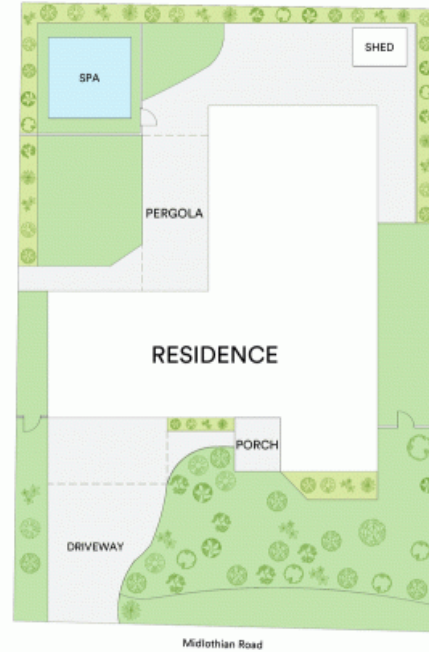 SHED
SPA
PERGOLA
RESIDENCE
PORCH
DRIVEWAY
Midlothian Road